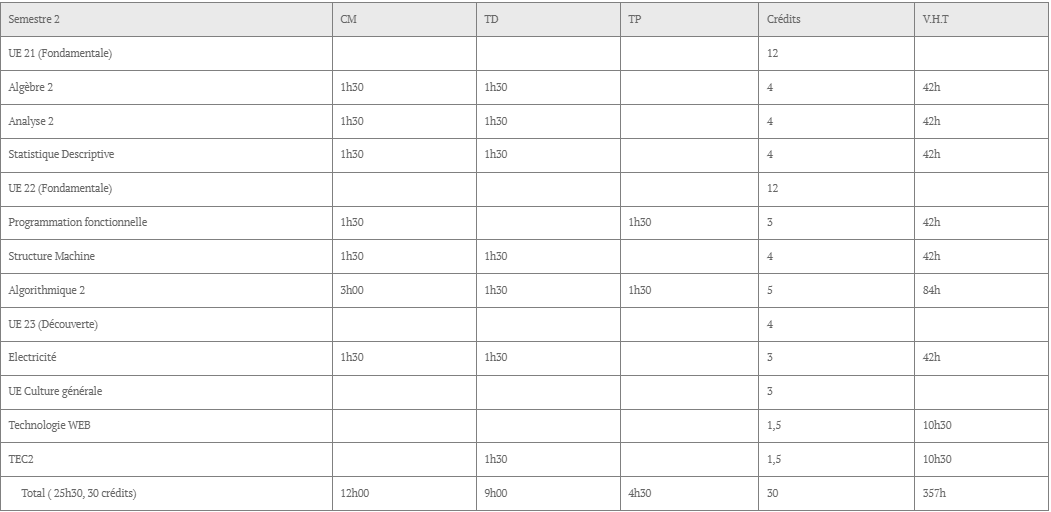 Semestre 2 CM TD TP Crédits V.H.T
UE 21 (Fondamentale) 12
Algèbre 2 1h30 1h30 4 42h
Analyse 2 1h30 1h30 4 42h
Statistique Descriptive 1h30 1h30 4 42h
UE 22 (Fondamentale) 12
Programmation fonctionnelle 1h30 1h30 3 42h
Structure Machine 1h30 1h30 4 42h
Algorithmique 2 3h00 1h30 1h30 5 84h
UE 23 (Découverte) 4
Electricité 1h30 1h30 3 42h
UE Culture générale 3
Technologie WEB 1,5 10h30
TEC2 1h30 1,5 10h30
Total ( 25h30, 30 crédits) 12h00 9h00 4h30 30 357h